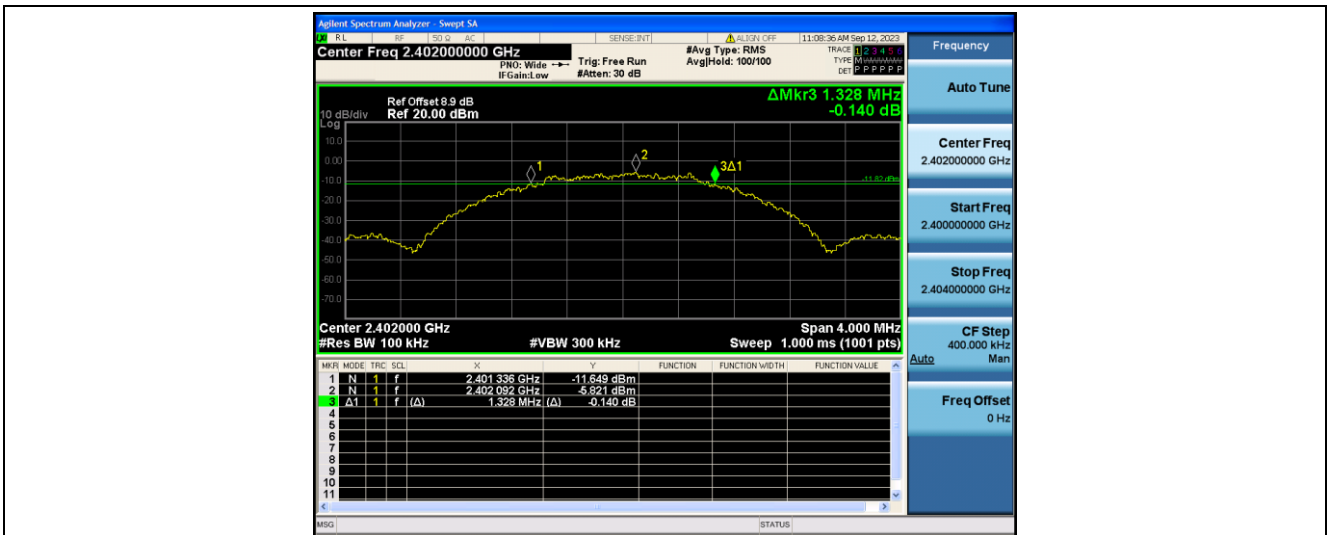 Agilent Spectrum Analyzer - Swept SA
RL RF 50 Ω AC SENSE:INT ALIGN OFF 11:08:36 AM Sep 12, 2023
Center Freq 2.402000000 GHz
#Avg Type: RMS
Avg|Hold: 100/100
PNO: Wide
IFGain:Low
Trig: Free Run
#Atten: 30 dB
TRACE 1 2 3 4 5 6
TYPE M
DET P P P P P P
ΔMkr3 1.328 MHz
-0.140 dB
Ref Offset 8.9 dB
10 dB/div Ref 20.00 dBm
Log
10.0
0.00
-10.0
-20.0
-30.0
-40.0
-50.0
-60.0
-70.0
1
2
3Δ1
-11.82 dBm
Center 2.402000 GHz Span 4.000 MHz
#Res BW 100 kHz #VBW 300 kHz Sweep 1.000 ms (1001 pts)
MKR MODE TRC SCL X Y FUNCTION FUNCTION WIDTH FUNCTION VALUE
1 N 1 f 2.401 336 GHz -11.649 dBm
2 N 1 f 2.402 092 GHz -5.821 dBm
3 Δ1 1 f (Δ) 1.328 MHz (Δ) -0.140 dB
4
5
6
7
8
9
10
11
MSG STATUS
Frequency
Auto Tune
Center Freq
2.402000000 GHz
Start Freq
2.400000000 GHz
Stop Freq
2.404000000 GHz
CF Step
400.000 kHz
Auto Man
Freq Offset
0 Hz